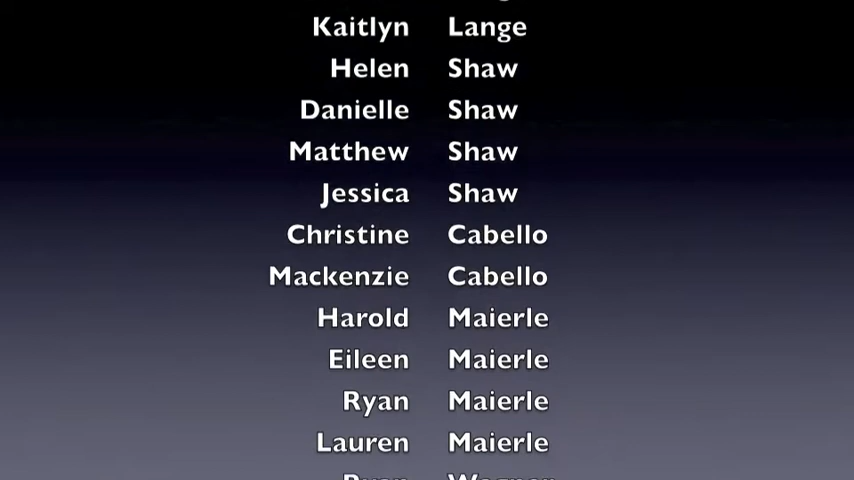 Kaitlyn Lange
Helen Shaw
Danielle Shaw
Matthew Shaw
Jessica Shaw
Christine Cabello
Mackenzie Cabello
Harold Maierle
Eileen Maierle
Ryan Maierle
Lauren Maierle